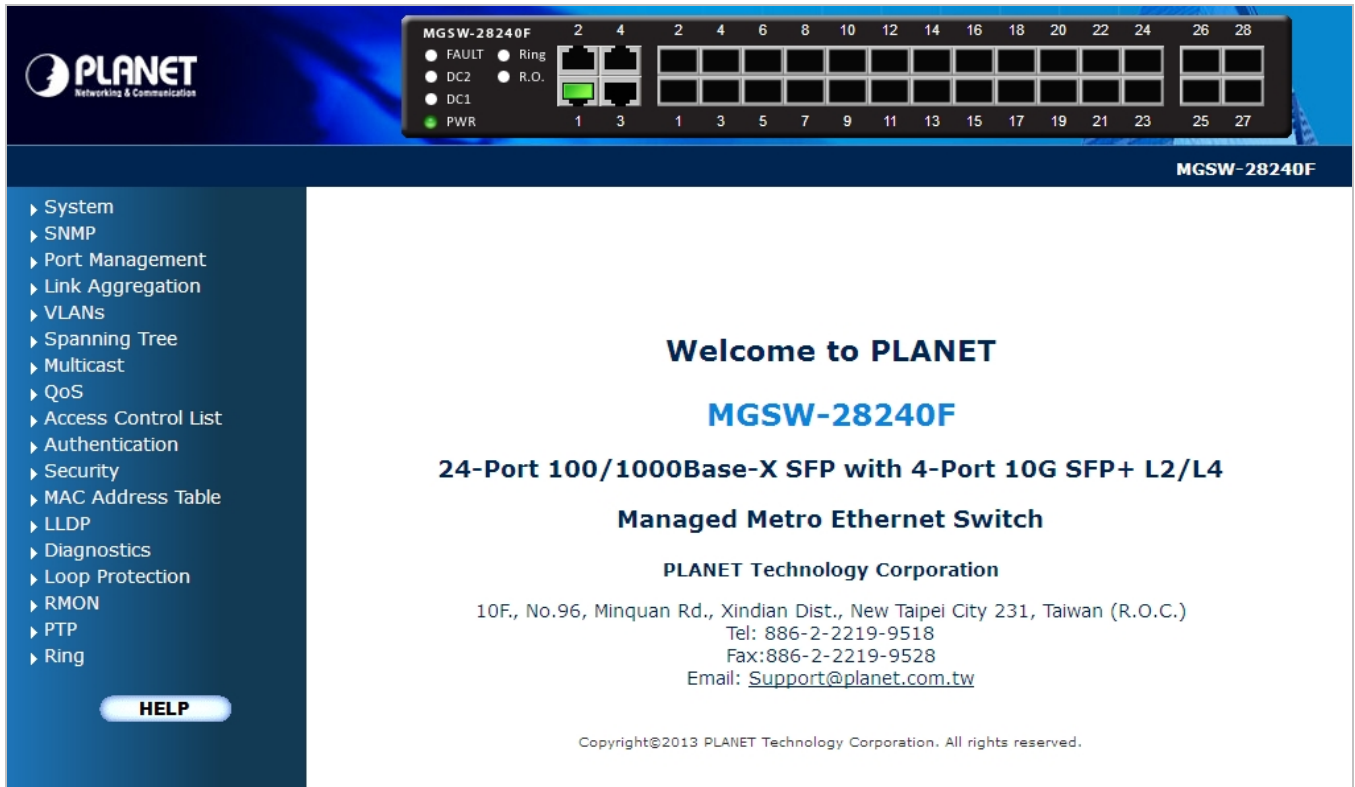 PLANET
Networking & Communication
MGSW-28240F
FAULT Ring
DC2 R.O.
DC1
PWR
2 4 2 4 6 8 10 12 14 16 18 20 22 24 26 28
1 3 1 3 5 7 9 11 13 15 17 19 21 23 25 27
MGSW-28240F
System
SNMP
Port Management
Link Aggregation
VLANs
Spanning Tree
Multicast
QoS
Access Control List
Authentication
Security
MAC Address Table
LLDP
Diagnostics
Loop Protection
RMON
PTP
Ring
HELP
Welcome to PLANET
MGSW-28240F
24-Port 100/1000Base-X SFP with 4-Port 10G SFP+ L2/L4
Managed Metro Ethernet Switch
PLANET Technology Corporation
10F., No.96, Minquan Rd., Xindian Dist., New Taipei City 231, Taiwan (R.O.C.)
Tel: 886-2-2219-9518
Fax:886-2-2219-9528
Email: Support@planet.com.tw
Copyright©2013 PLANET Technology Corporation. All rights reserved.